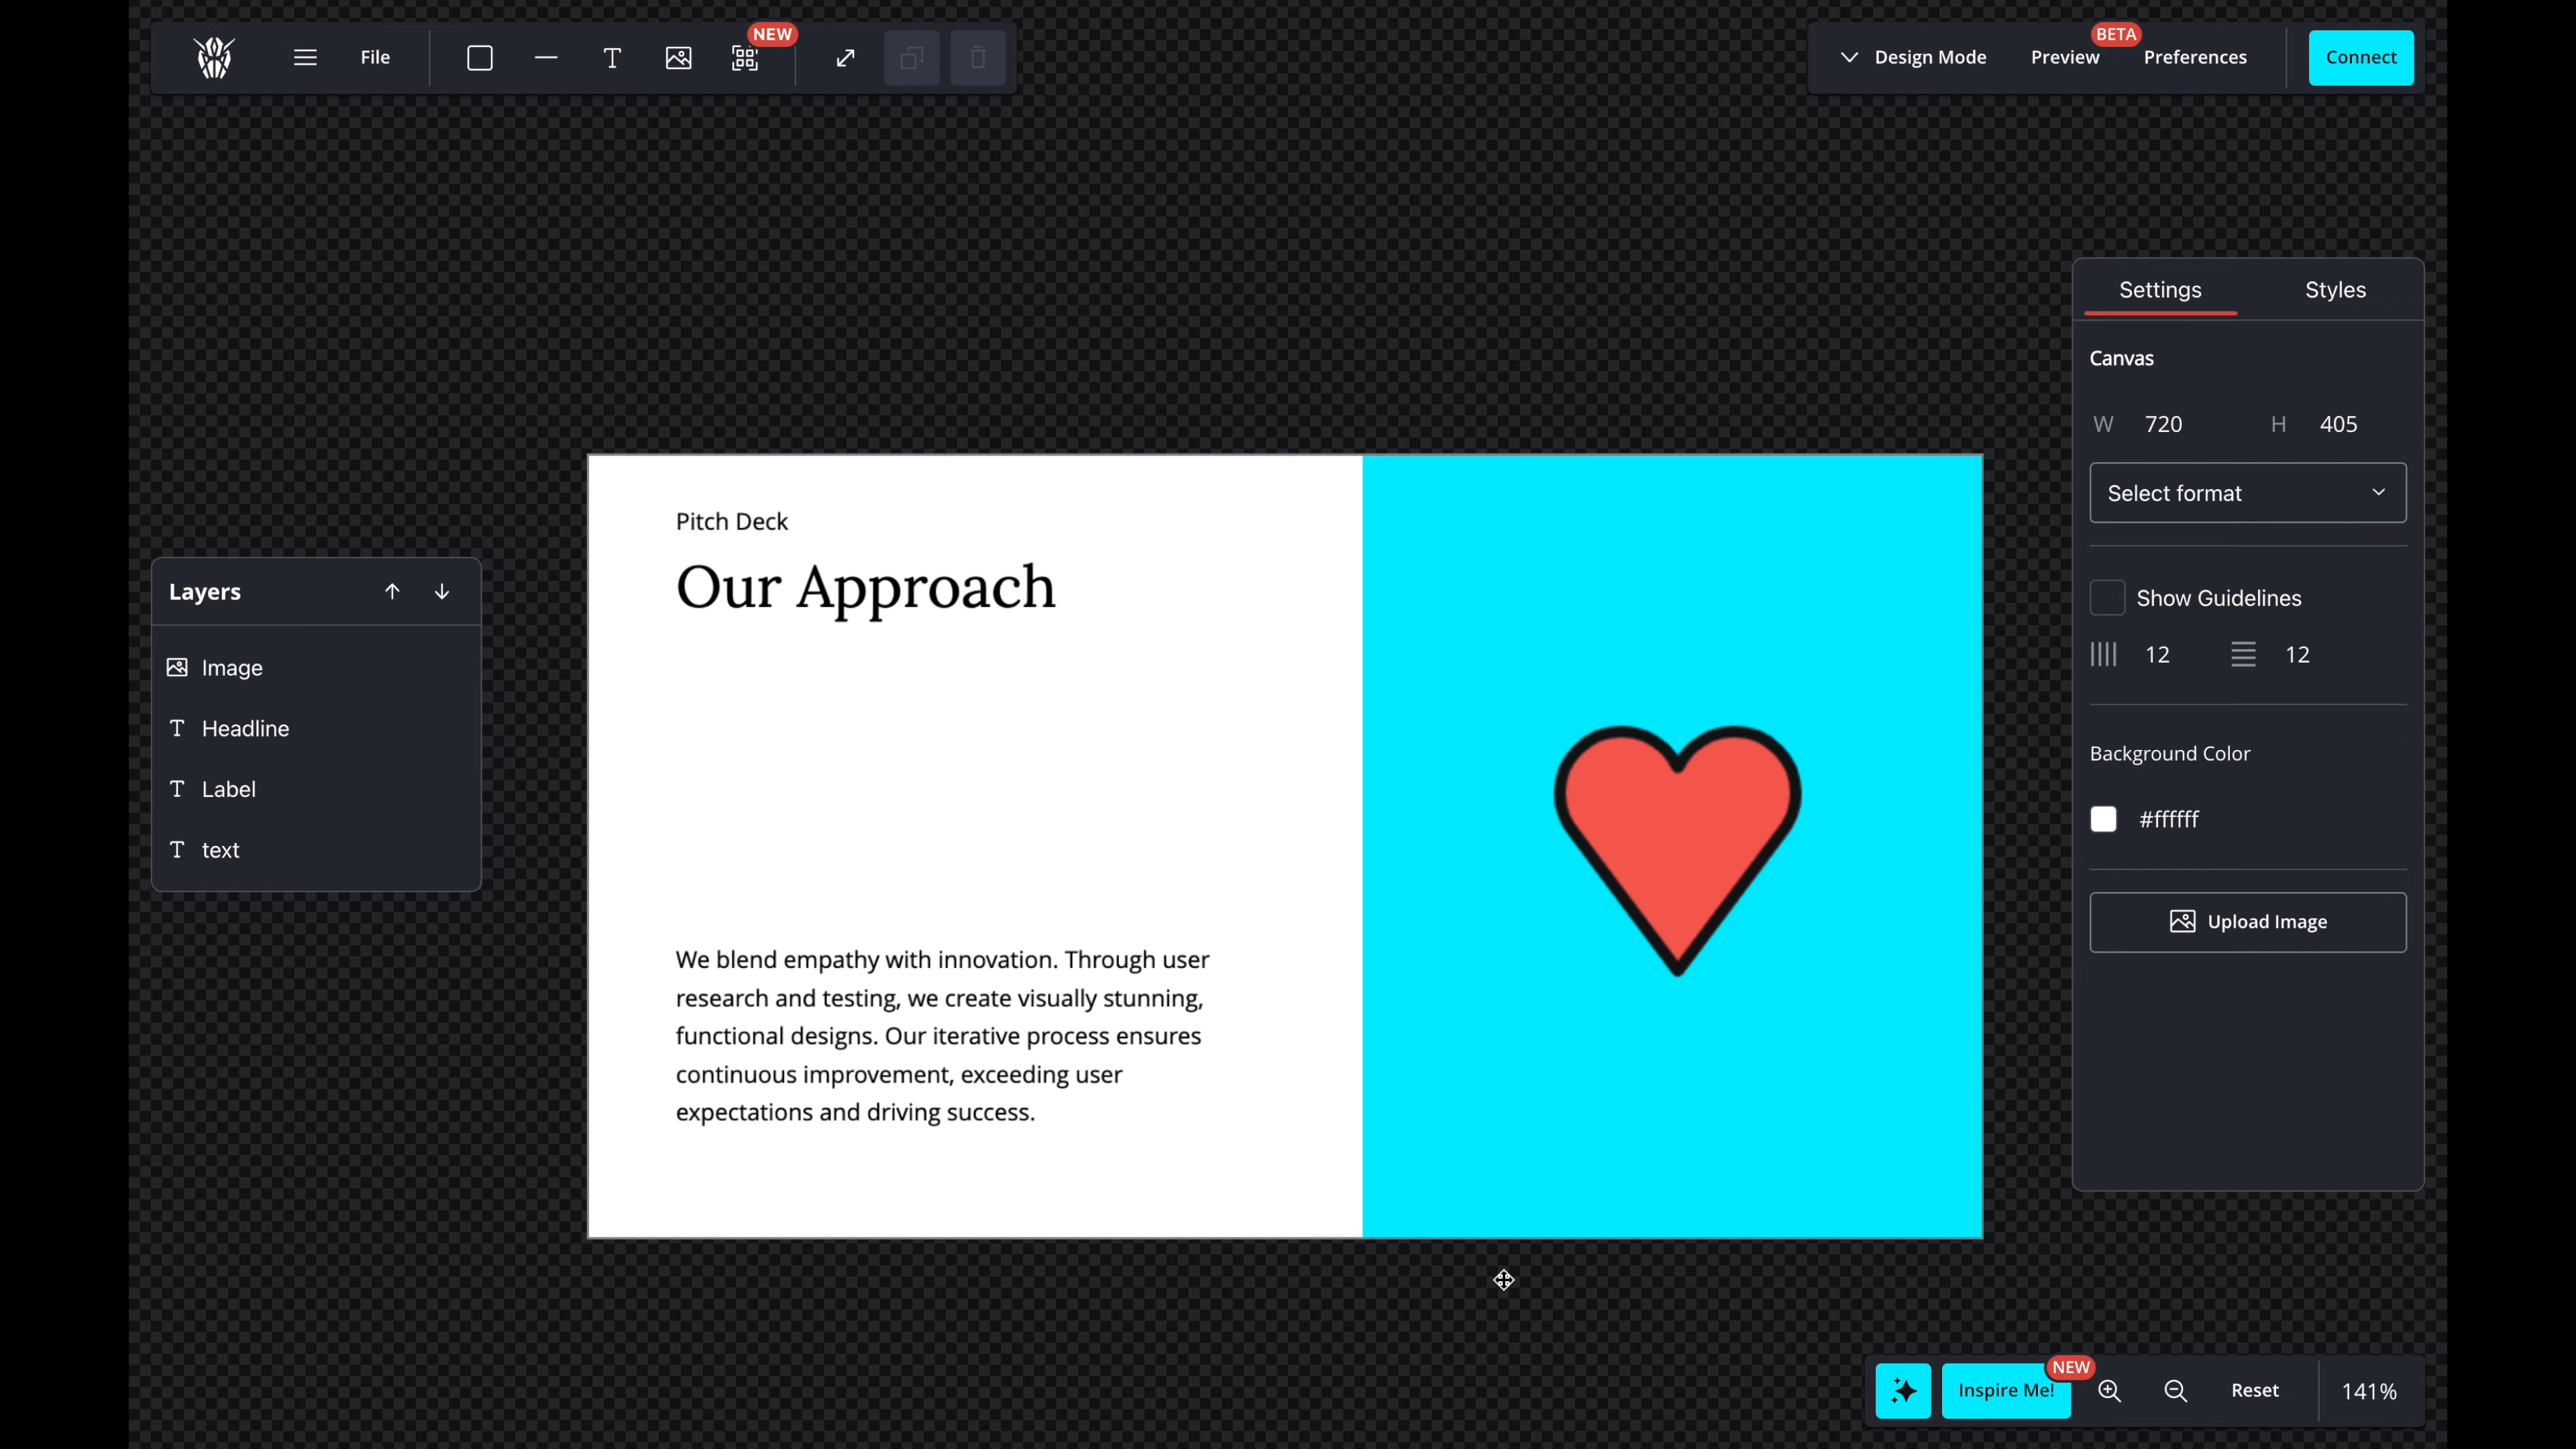 File
NEW
Design Mode
Preview
BETA
Preferences
Connect
Layers
Image
Headline
Label
text
Pitch Deck
Our Approach
We blend empathy with innovation. Through user
research and testing, we create visually stunning,
functional designs. Our iterative process ensures
continuous improvement, exceeding user
expectations and driving success.
Settings
Styles
Canvas
W 720 H 405
Select format
Show Guidelines
12 12
Background Color
#ffffff
Upload Image
Inspire Me!
NEW
Reset
141%